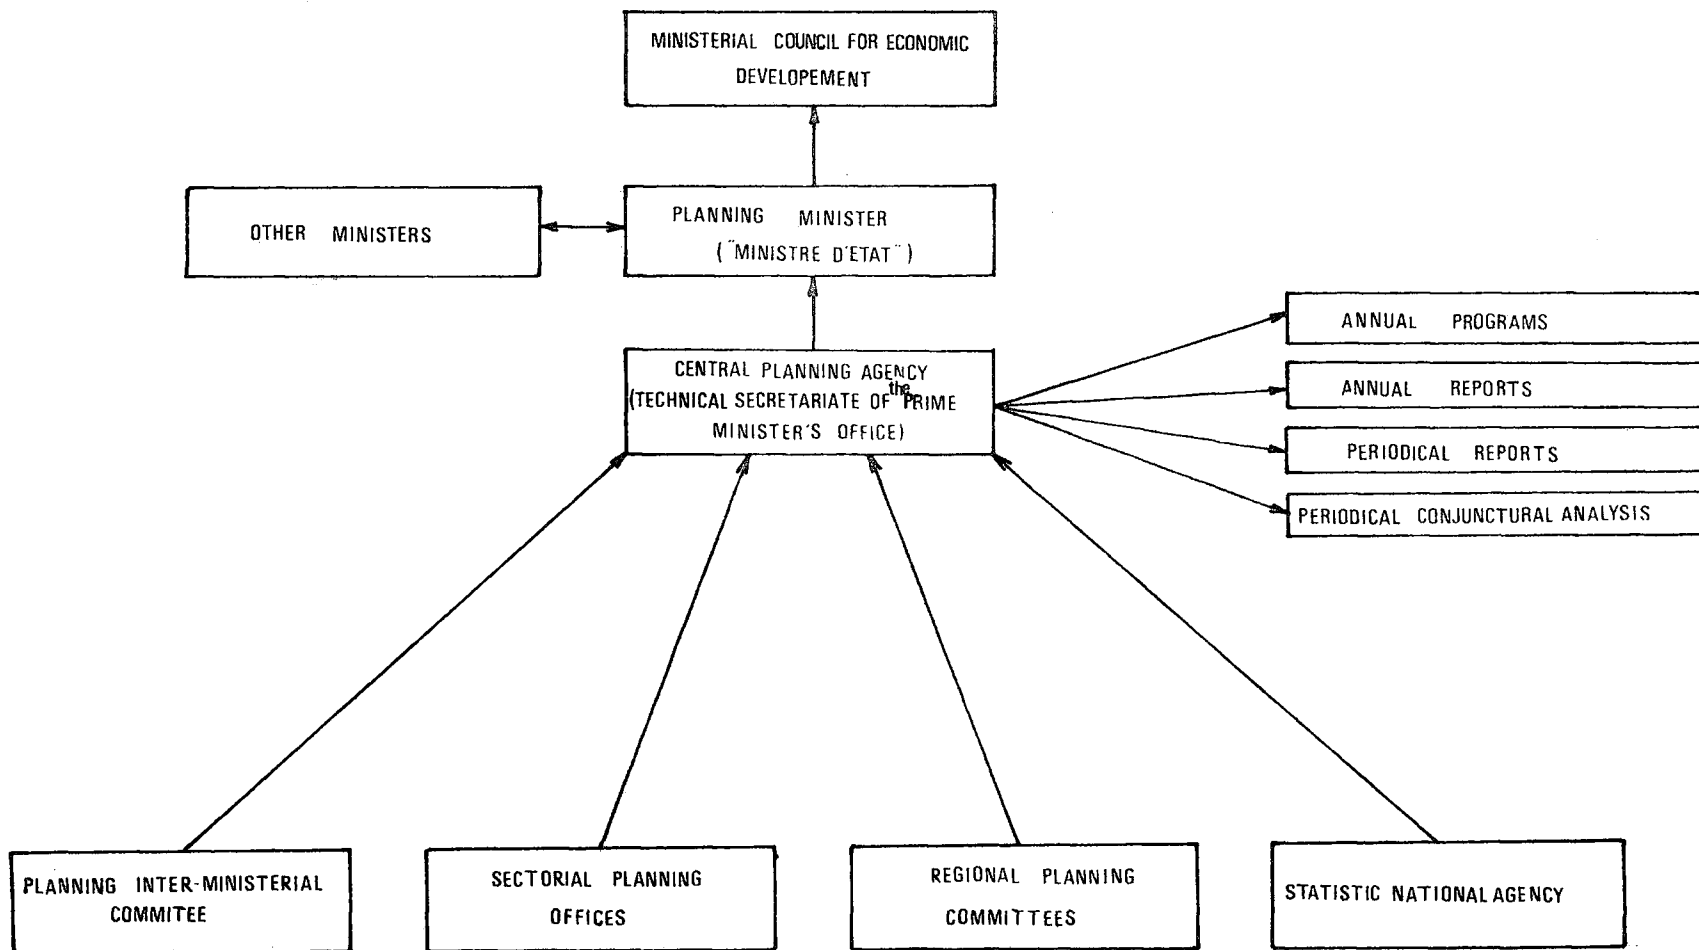 MINISTERIAL COUNCIL FOR ECONOMIC
DEVELOPEMENT
OTHER MINISTERS
PLANNING MINISTER
("MINISTRE D'ETAT")
CENTRAL PLANNING AGENCY
(TECHNICAL SECRETARIATE OF the PRIME
MINISTER'S OFFICE)
ANNUAL PROGRAMS
ANNUAL REPORTS
PERIODICAL REPORTS
PERIODICAL CONJUNCTURAL ANALYSIS
PLANNING INTER-MINISTERIAL
COMMITEE
SECTORIAL PLANNING
OFFICES
REGIONAL PLANNING
COMMITTEES
STATISTIC NATIONAL AGENCY